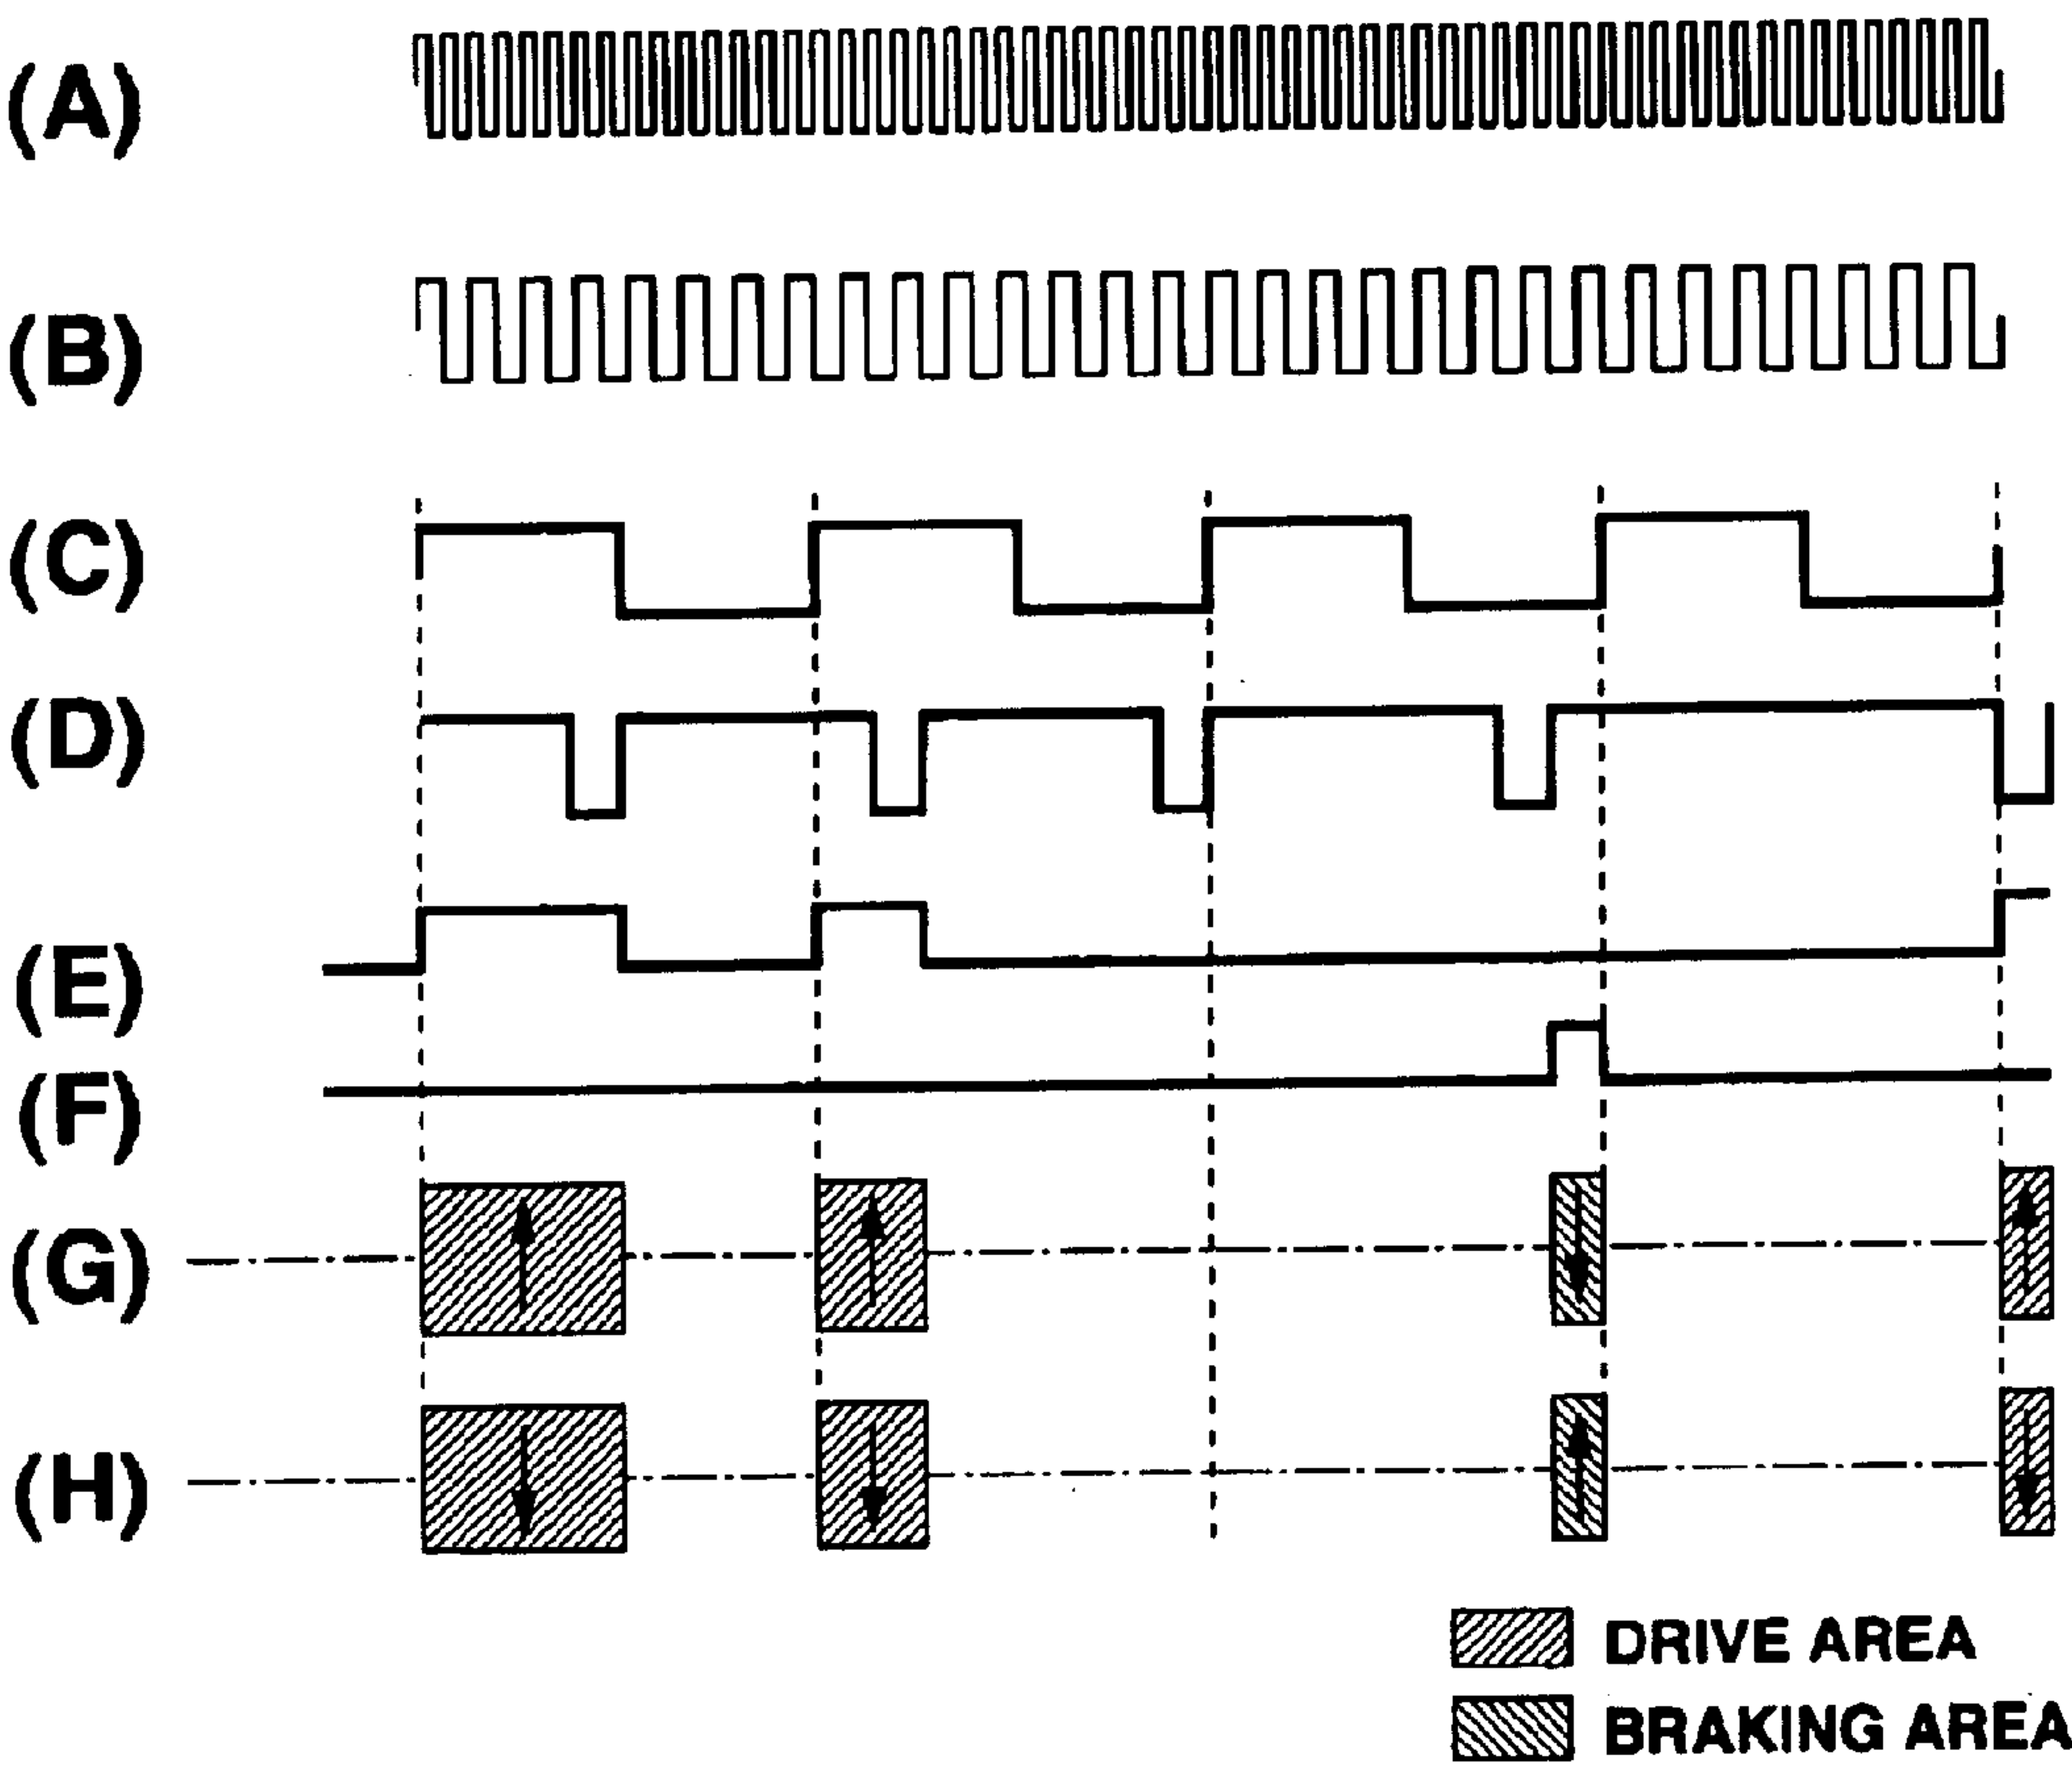 (A)
(B)
(C)
(D)
(E)
(F)
(G)
(H)
DRIVE AREA
BRAKING AREA